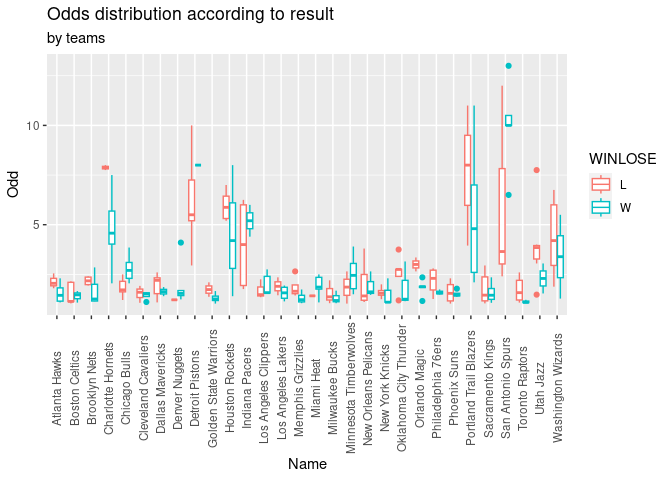 Odds distribution according to result
by teams
10
5
Odd
WINLOSE
L
W
Atlanta Hawks
Boston Celtics
Brooklyn Nets
Charlotte Hornets
Chicago Bulls
Cleveland Cavaliers
Dallas Mavericks
Denver Nuggets
Detroit Pistons
Golden State Warriors
Houston Rockets
Indiana Pacers
Los Angeles Clippers
Los Angeles Lakers
Memphis Grizzlies
Miami Heat
Milwaukee Bucks
Minnesota Timberwolves
New Orleans Pelicans
New York Knicks
Oklahoma City Thunder
Orlando Magic
Philadelphia 76ers
Phoenix Suns
Portland Trail Blazers
Sacramento Kings
San Antonio Spurs
Toronto Raptors
Utah Jazz
Washington Wizards
Name